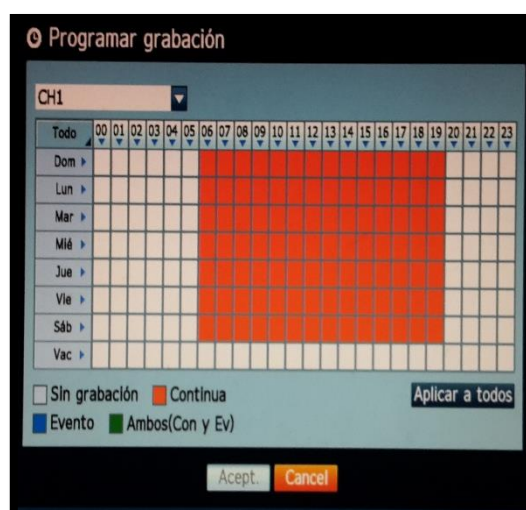 Programar grabación
CH1
Todo 00 01 02 03 04 05 06 07 08 09 10 11 12 13 14 15 16 17 18 19 20 21 22 23
Dom
Lun
Mar
Mié
Jue
Vie
Sáb
Vac
Sin grabación Continua Aplicar a todos
Evento Ambos(Con y Ev)
Acept. Cancel